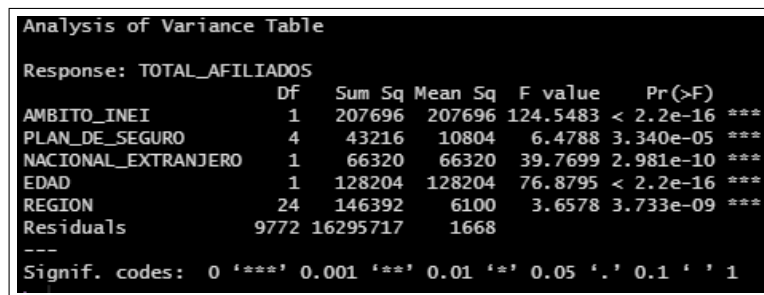 Analysis of Variance Table
Response: TOTAL_AFILIADOS
Df Sum Sq Mean Sq F value Pr(>F)
AMBITO_INEI 1 207696 207696 124.5483 < 2.2e-16 ***
PLAN_DE_SEGURO 4 43216 10804 6.4788 3.340e-05 ***
NACIONAL_EXTRANJERO 1 66320 66320 39.7699 2.981e-10 ***
EDAD 1 128204 128204 76.8795 < 2.2e-16 ***
REGION 24 146392 6100 3.6578 3.733e-09 ***
Residuals 9772 16295717 1668
---
Signif. codes: 0 ‘***’ 0.001 ‘**’ 0.01 ‘*’ 0.05 ‘.’ 0.1 ‘ ’ 1